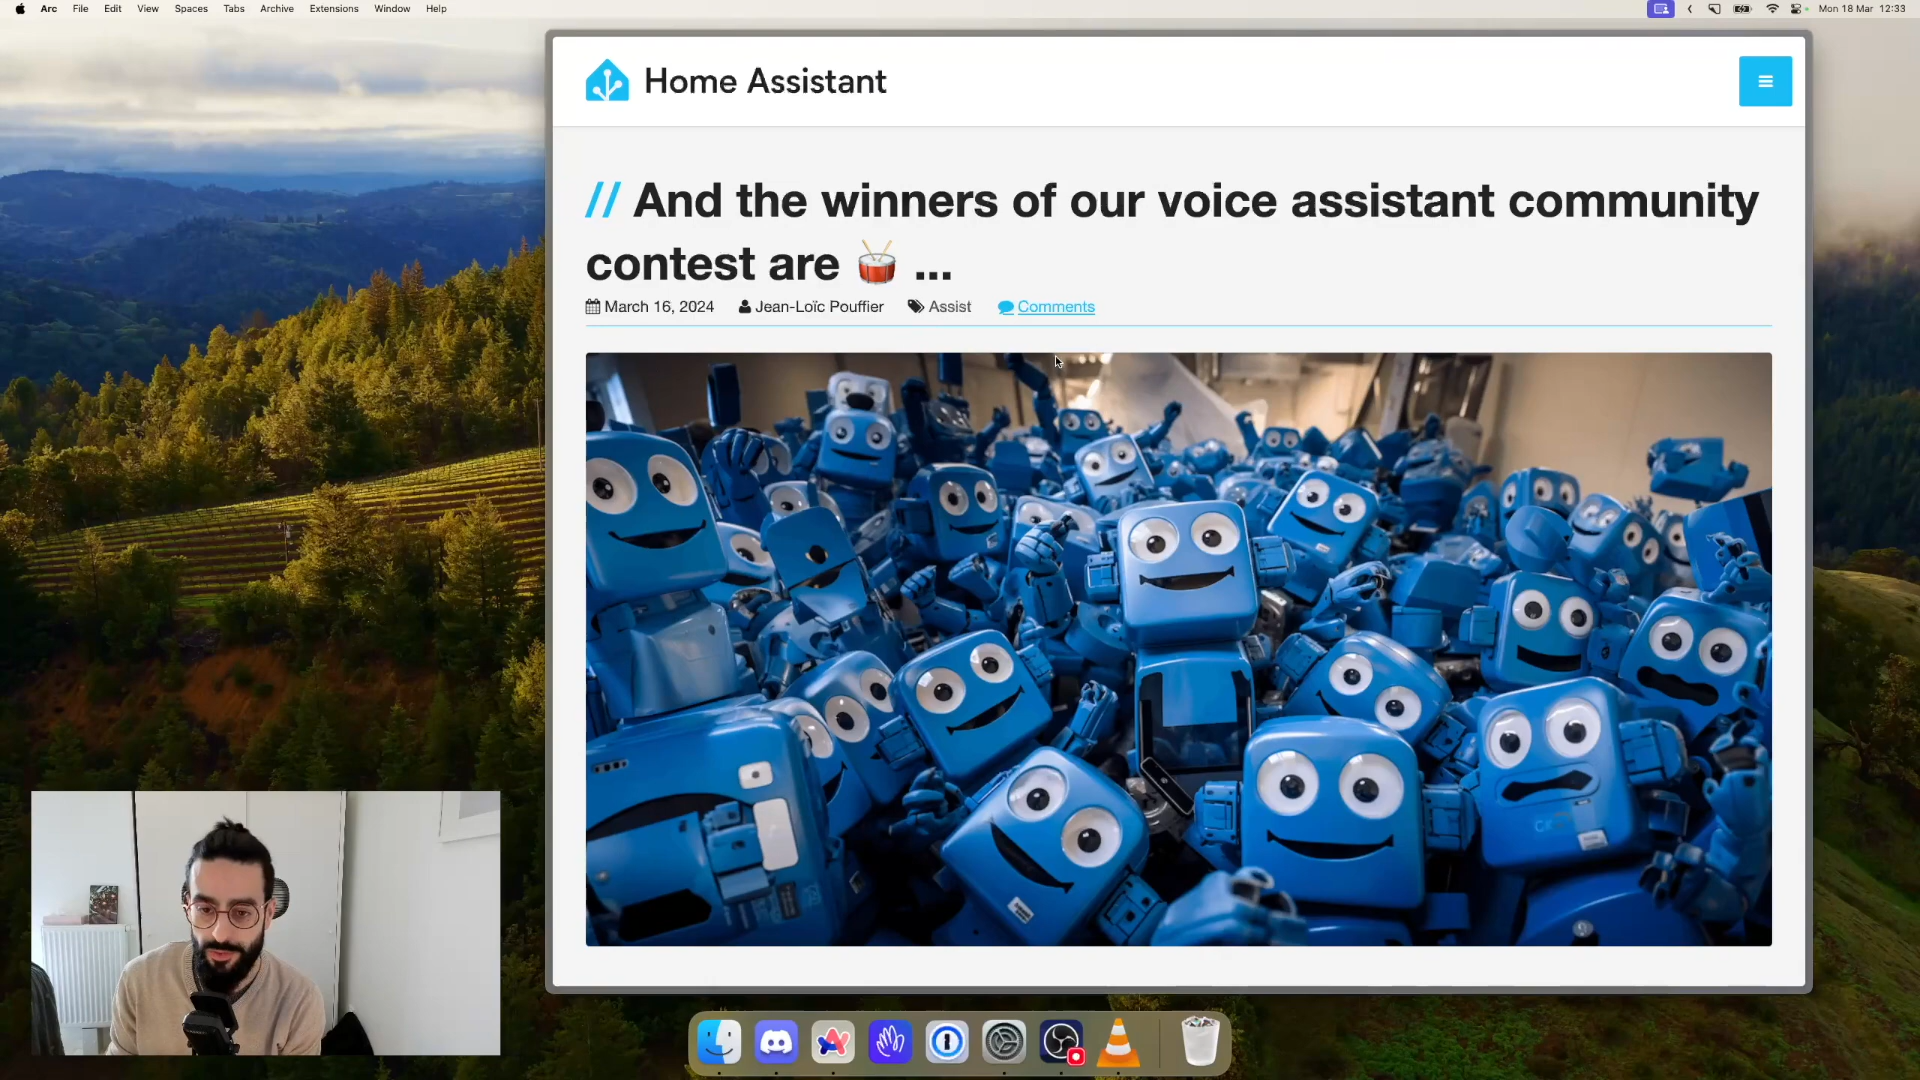 Arc File Edit View Spaces Tabs Archive Extensions Window Help
Mon 18 Mar 12:33
Home Assistant
// And the winners of our voice assistant community
contest are 🥁 ...
March 16, 2024 Jean-Loïc Pouffier Assist Comments